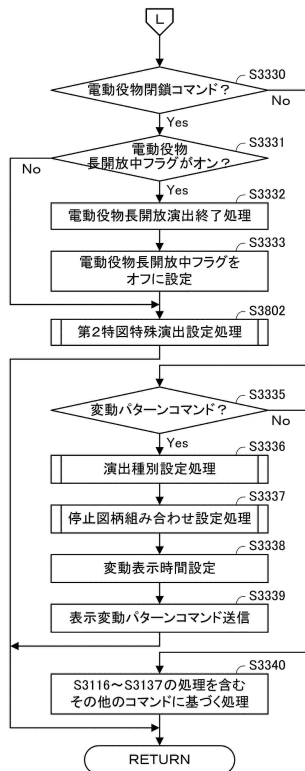 L
S3330
電動役物閉鎖コマンド？
No
Yes
S3331
電動役物
長開放中フラグがオン？
No
Yes
S3332
電動役物長開放演出終了処理
S3333
電動役物長開放中フラグを
オフに設定
S3802
第2特図特殊演出設定処理
S3335
変動パターンコマンド？
No
Yes
S3336
演出種別設定処理
S3337
停止図柄組み合わせ設定処理
S3338
変動表示時間設定
S3339
表示変動パターンコマンド送信
S3340
S3116～S3137の処理を含む
その他のコマンドに基づく処理
RETURN